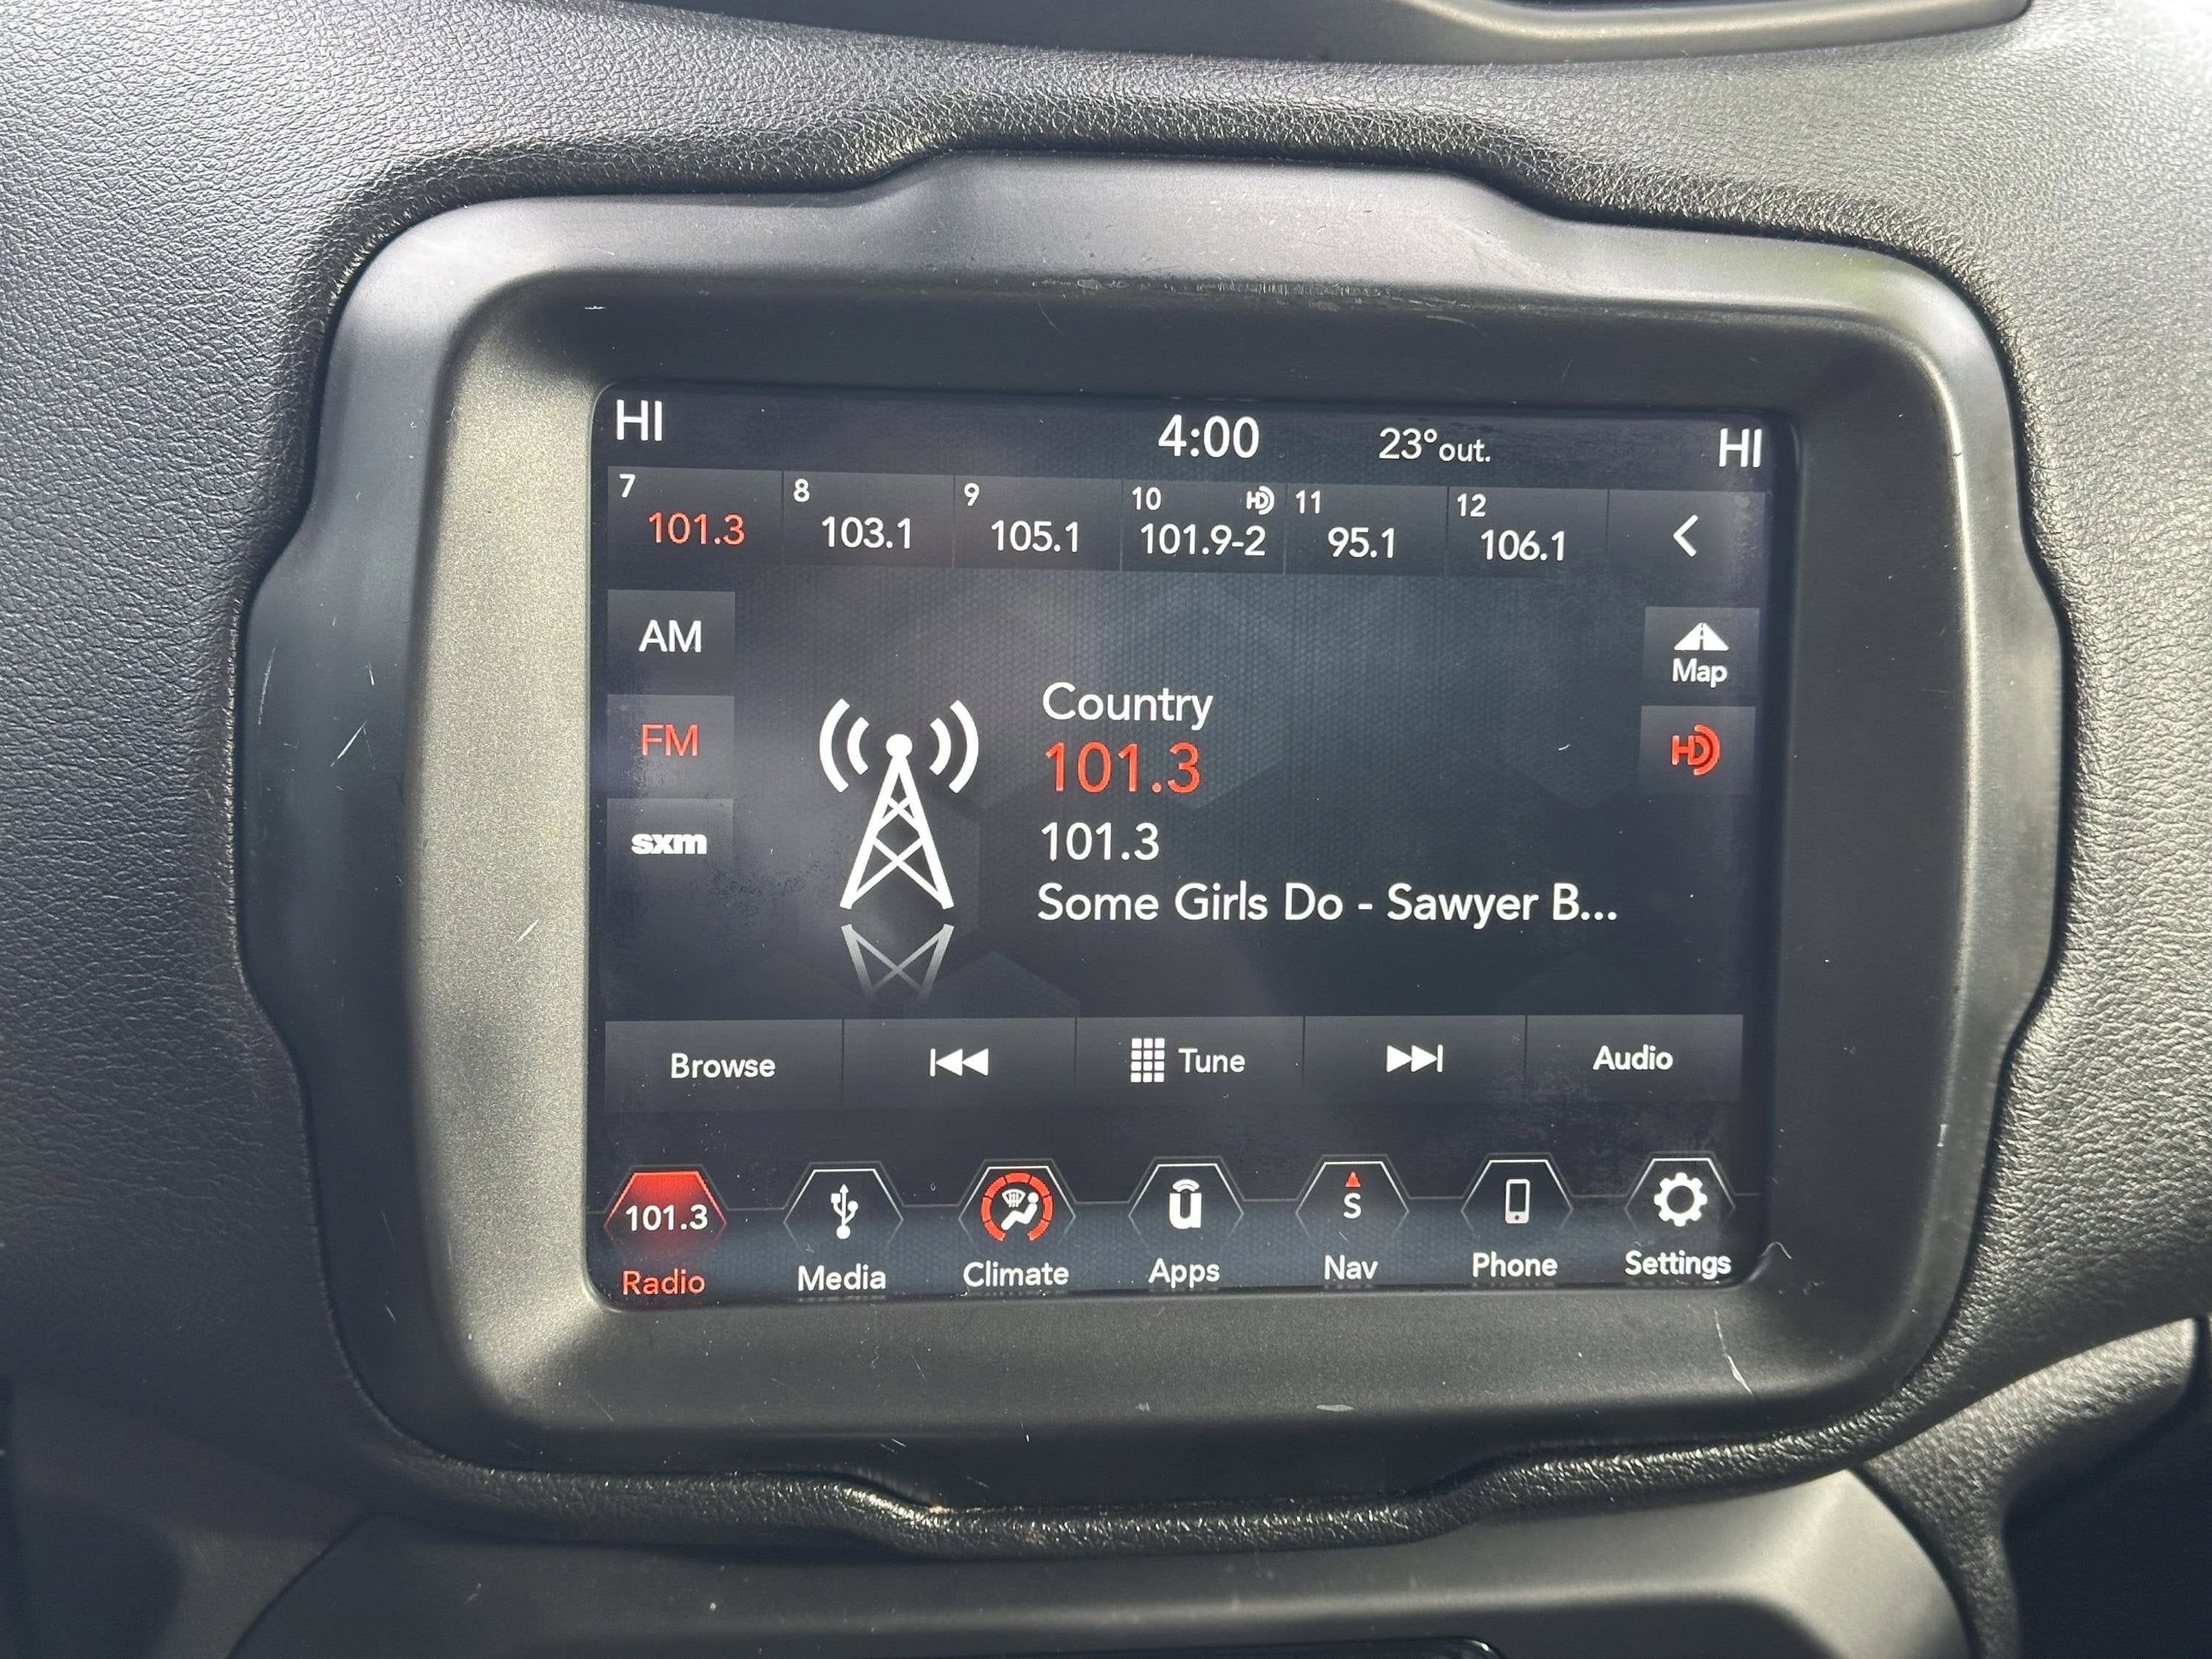 HI 4:00 23°out. HI
7 8 9 10 HD 11 12
101.3 103.1 105.1 101.9-2 95.1 106.1
AM
Map
Country
FM
101.3
HD
101.3
sxm
Some Girls Do - Sawyer B...
Browse Tune Audio
101.3 u S
Radio Media Climate Apps Nav Phone Settings